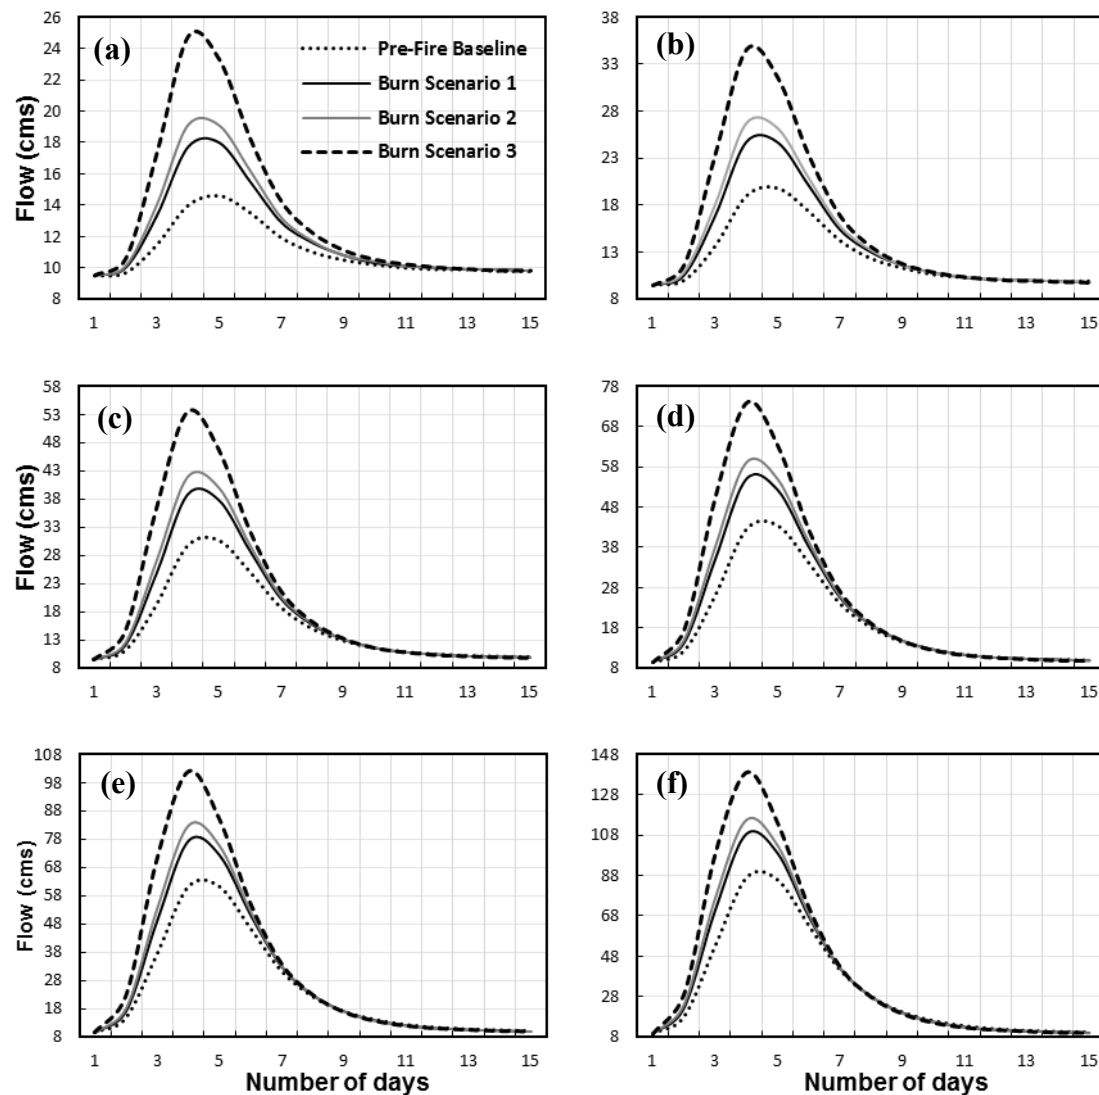 (a)
Pre-Fire Baseline
Burn Scenario 1
Burn Scenario 2
Burn Scenario 3
Flow (cms)
26
24
22
20
18
16
14
12
10
8
1 3 5 7 9 11 13 15
(b)
38
33
28
23
18
13
8
1 3 5 7 9 11 13 15
(c)
Flow (cms)
58
53
48
43
38
33
28
23
18
13
8
1 3 5 7 9 11 13 15
(d)
78
68
58
48
38
28
18
8
1 3 5 7 9 11 13 15
(e)
Flow (cms)
108
98
88
78
68
58
48
38
28
18
8
1 3 5 7 9 11 13 15
Number of days
(f)
148
128
108
88
68
48
28
8
1 3 5 7 9 11 13 15
Number of days